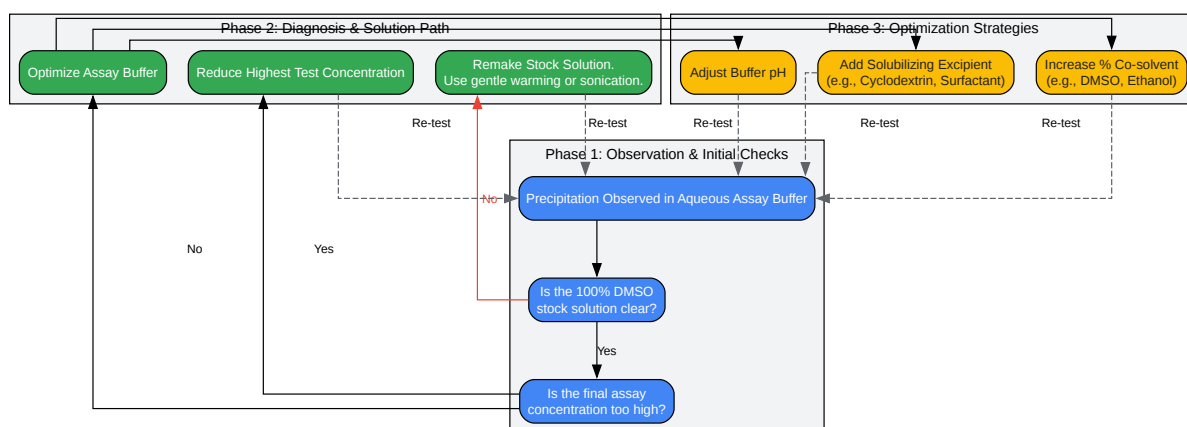 Phase 2: Diagnosis & Solution Path
Phase 3: Optimization Strategies
Optimize Assay Buffer
Reduce Highest Test Concentration
Remake Stock Solution.
Use gentle warming or sonication.
Adjust Buffer pH
Add Solubilizing Excipient
(e.g., Cyclodextrin, Surfactant)
Increase % Co-solvent
(e.g., DMSO, Ethanol)
Re-test
Re-test
Re-test
Re-test
Re-test
Phase 1: Observation & Initial Checks
Precipitation Observed in Aqueous Assay Buffer
No
No
Yes
Is the 100% DMSO
stock solution clear?
Yes
Is the final assay
concentration too high?